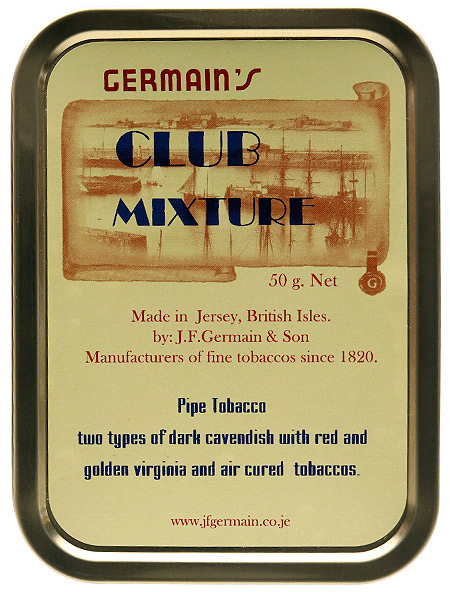 GERMAIN'S
CLUB
MIXTURE
50 g. Net
G
Made in Jersey, British Isles.
by: J.F.Germain & Son
Manufacturers of fine tobaccos since 1820.
Pipe Tobacco
two types of dark cavendish with red and
golden virginia and air cured tobaccos.
www.jfgermain.co.je